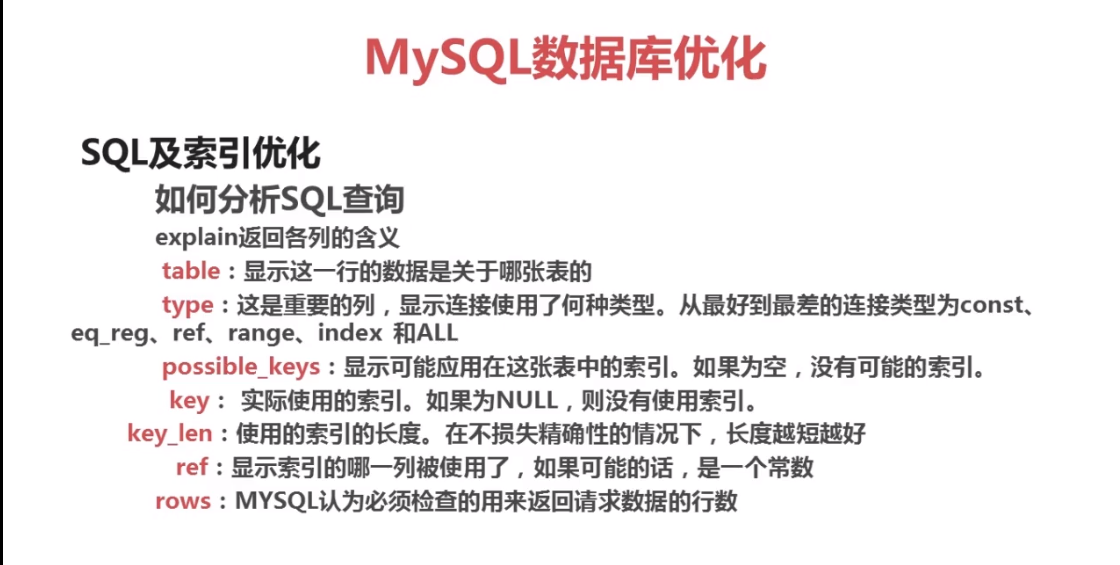 MySQL数据库优化
SQL及索引优化
如何分析SQL查询
explain返回各列的含义
table：显示这一行的数据是关于哪张表的
type：这是重要的列，显示连接使用了何种类型。从最好到最差的连接类型为const、
eq_reg、ref、range、index 和ALL
possible_keys：显示可能应用在这张表中的索引。如果为空，没有可能的索引。
key： 实际使用的索引。如果为NULL，则没有使用索引。
key_len：使用的索引的长度。在不损失精确性的情况下，长度越短越好
ref：显示索引的哪一列被使用了，如果可能的话，是一个常数
rows：MYSQL认为必须检查的用来返回请求数据的行数